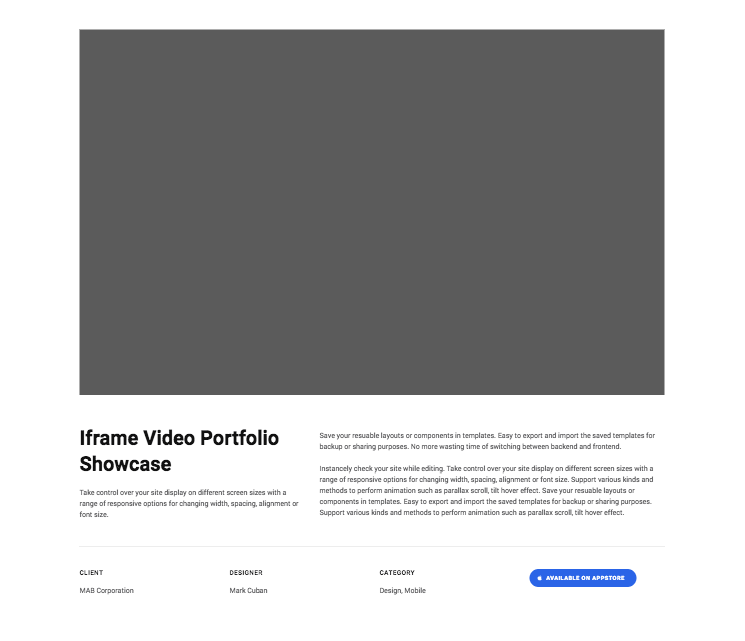 Iframe Video Portfolio
Showcase
Take control over your site display on different screen sizes with a
range of responsive options for changing width, spacing, alignment or
font size.
Save your resuable layouts or components in templates. Easy to export and import the saved templates for
backup or sharing purposes. No more wasting time of switching between backend and frontend.
Instancely check your site while editing. Take control over your site display on different screen sizes with a
range of responsive options for changing width, spacing, alignment or font size. Support various kinds and
methods to perform animation such as parallax scroll, tilt hover effect. Save your resuable layouts or
components in templates. Easy to export and import the saved templates for backup or sharing purposes.
Support various kinds and methods to perform animation such as parallax scroll, tilt hover effect.
CLIENT
MAB Corporation
DESIGNER
Mark Cuban
CATEGORY
Design, Mobile
AVAILABLE ON APPSTORE